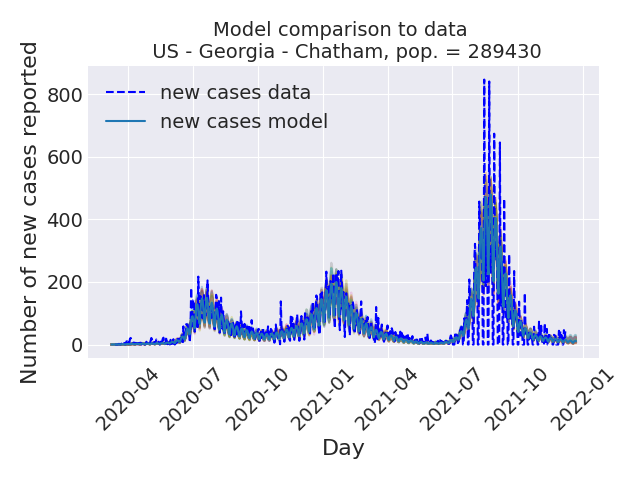 Model comparison to data
US - Georgia - Chatham, pop. = 289430
Number of new cases reported
800
600
400
200
0
new cases data
new cases model
2020-04
2020-07
2020-10
2021-01
2021-04
2021-07
2021-10
2022-01
Day